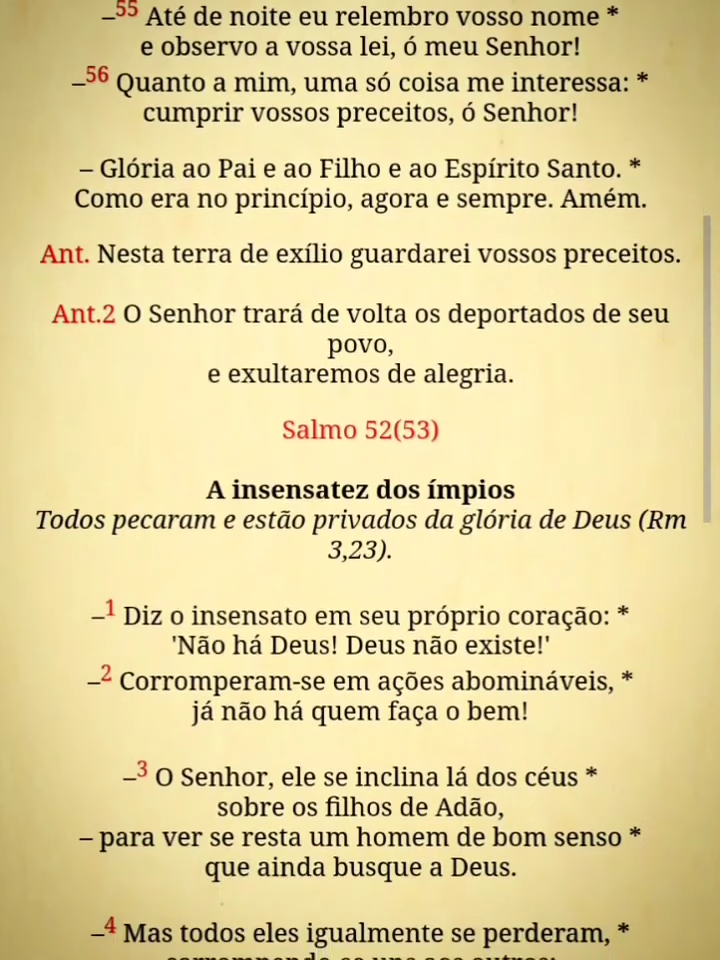 –55 Até de noite eu relembro vosso nome *
e observo a vossa lei, ó meu Senhor!
–56 Quanto a mim, uma só coisa me interessa: *
cumprir vossos preceitos, ó Senhor!
– Glória ao Pai e ao Filho e ao Espírito Santo. *
Como era no princípio, agora e sempre. Amém.
Ant. Nesta terra de exílio guardarei vossos preceitos.
Ant.2 O Senhor trará de volta os deportados de seu
povo,
e exultaremos de alegria.
Salmo 52(53)
A insensatez dos ímpios
Todos pecaram e estão privados da glória de Deus (Rm
3,23).
–1 Diz o insensato em seu próprio coração: *
'Não há Deus! Deus não existe!'
–2 Corromperam-se em ações abomináveis, *
já não há quem faça o bem!
–3 O Senhor, ele se inclina lá dos céus *
sobre os filhos de Adão,
– para ver se resta um homem de bom senso *
que ainda busque a Deus.
–4 Mas todos eles igualmente se perderam, *